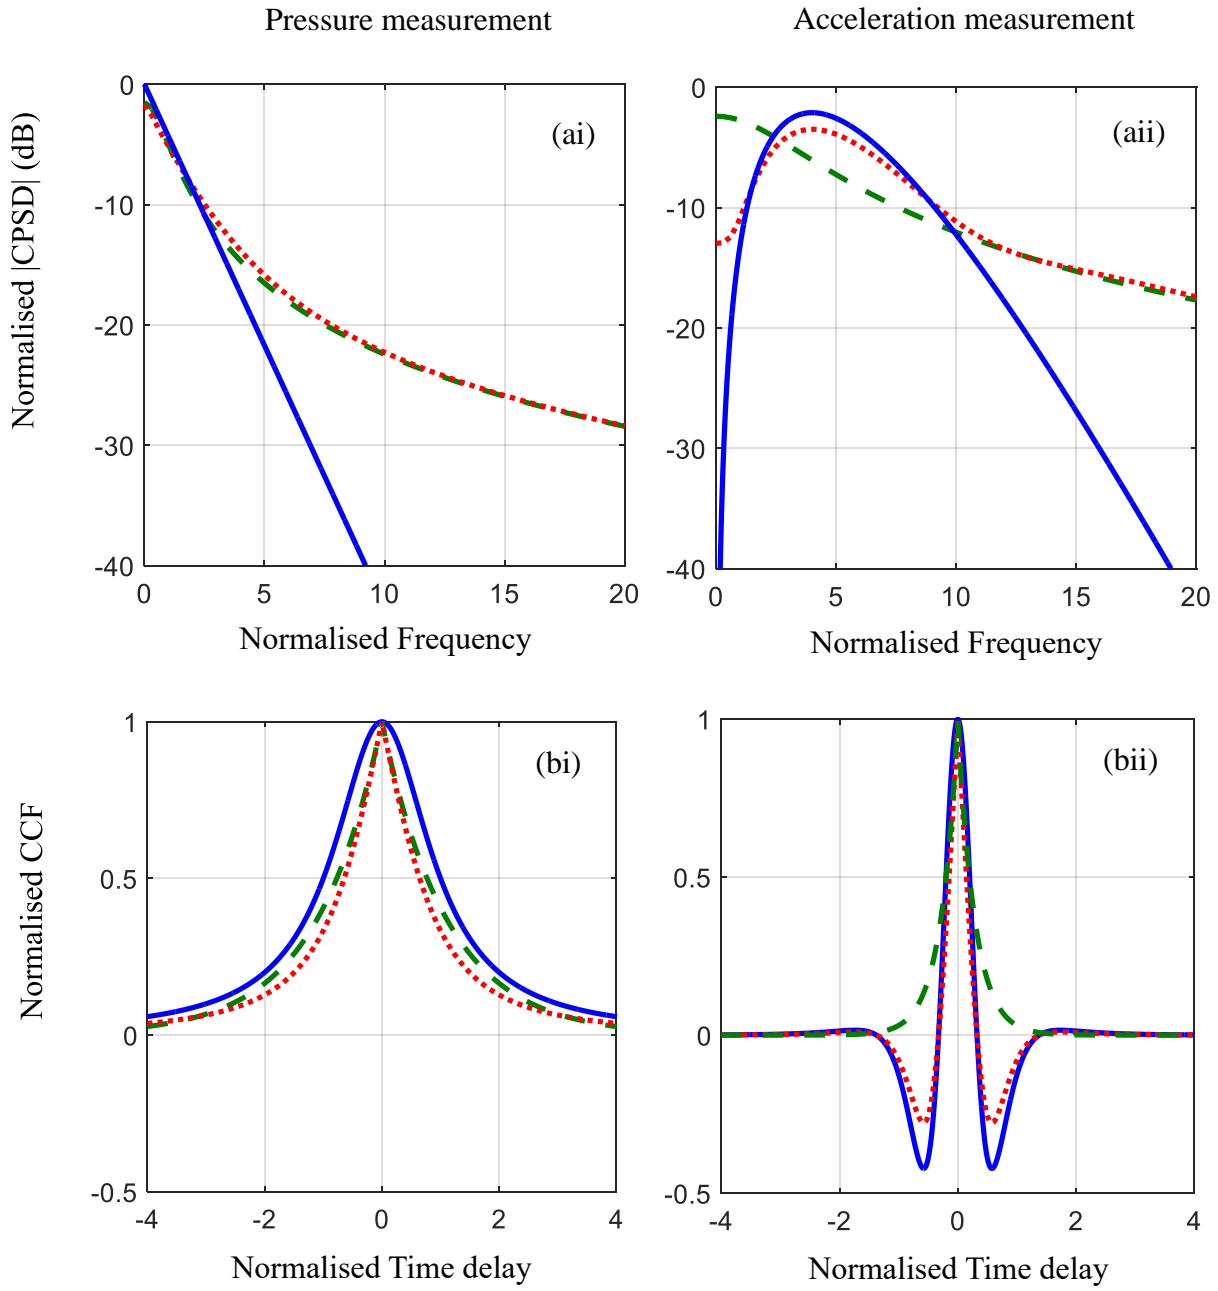 Pressure measurement
Acceleration measurement
Normalised |CPSD| (dB)
0
-10
-20
-30
-40
(ai)
0 5 10 15 20
Normalised Frequency
0
-10
-20
-30
-40
(aii)
0 5 10 15 20
Normalised Frequency
Normalised CCF
1
0.5
0
-0.5
(bi)
-4 -2 0 2 4
Normalised Time delay
1
0.5
0
-0.5
(bii)
-4 -2 0 2 4
Normalised Time delay